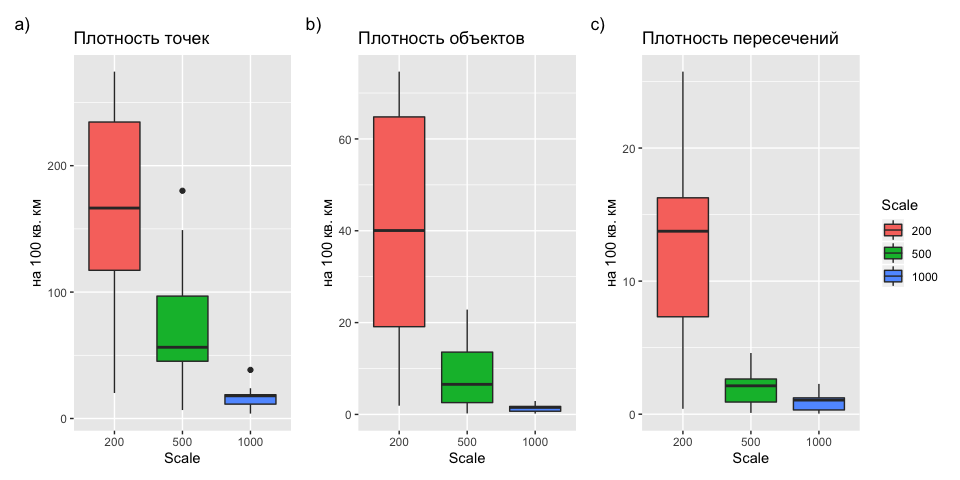 a)
Плотность точек
на 100 кв. км
200
100
0
200 500 1000
Scale
b)
Плотность объектов
на 100 кв. км
60
40
20
0
200 500 1000
Scale
c)
Плотность пересечений
на 100 кв. км
20
10
0
200 500 1000
Scale
Scale
200
500
1000